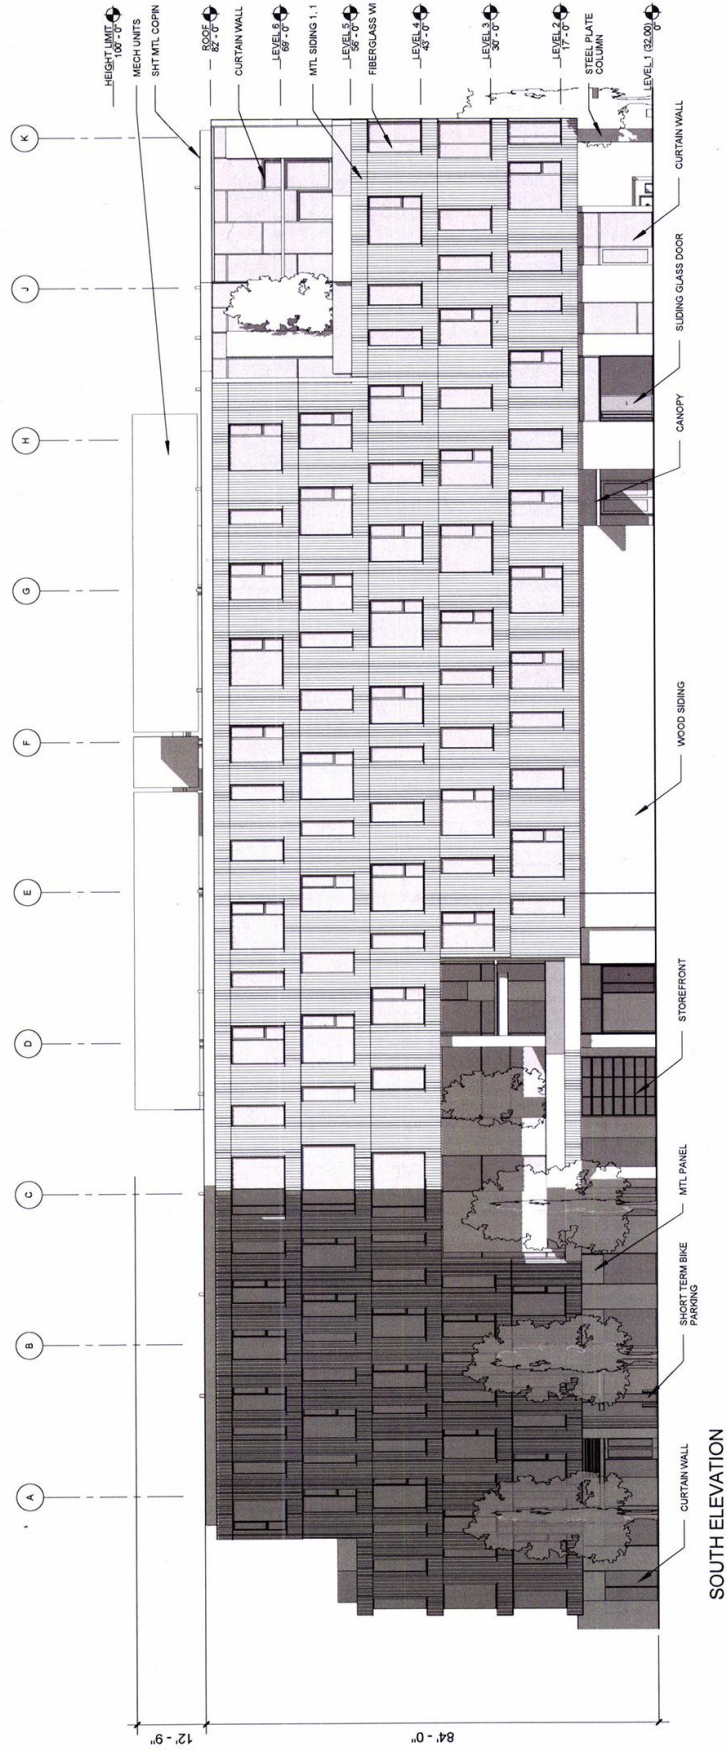 A
B
C
D
E
F
G
H
J
K
12' - 9"
84' - 0"
HEIGHT LIMIT
100' - 0"
MECH UNITS
SHT MTL COPIN
ROOF
82' - 0"
CURTAIN WALL
LEVEL 6
69' - 0"
MTL SIDING 1, 1
LEVEL 5
56' - 0"
FIBERGLASS WI
LEVEL 4
43' - 0"
LEVEL 3
30' - 0"
LEVEL 2
17' - 0"
STEEL PLATE
COLUMN
LEVEL 1 (32.00)
0"
CURTAIN WALL
SHORT TERM BIKE
PARKING
MTL PANEL
STOREFRONT
WOOD SIDING
CANOPY
SLIDING GLASS DOOR
CURTAIN WALL
SOUTH ELEVATION